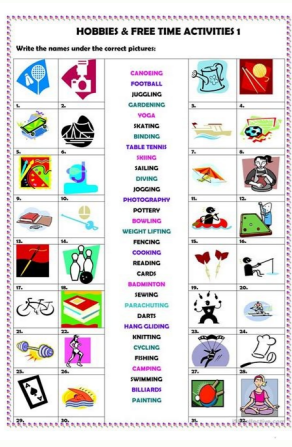 HOBBIES & FREE TIME ACTIVITIES 1
Write the names under the correct pictures:
CANOEING
FOOTBALL
JUGGLING
GARDENING
YOGA
SKATING
BINDING
TABLE TENNIS
SKIING
SAILING
DIVING
JOGGING
PHOTOGRAPHY
POTTERY
BOWLING
WEIGHT LIFTING
FENCING
COOKING
READING
CARDS
BADMINTON
SEWING
PARACHUTING
DARTS
HANG GLIDING
KNITTING
CYCLING
FISHING
CAMPING
SWIMMING
BILLIARDS
PAINTING
1. 2. 3. 4.
5. 6. 7. 8.
9. 10. 11. 12.
13. 14. 15. 16.
17. 18. 19. 20.
21. 22. 23. 24.
25. 26. 27. 28.
29. 30. 31. 32.
A